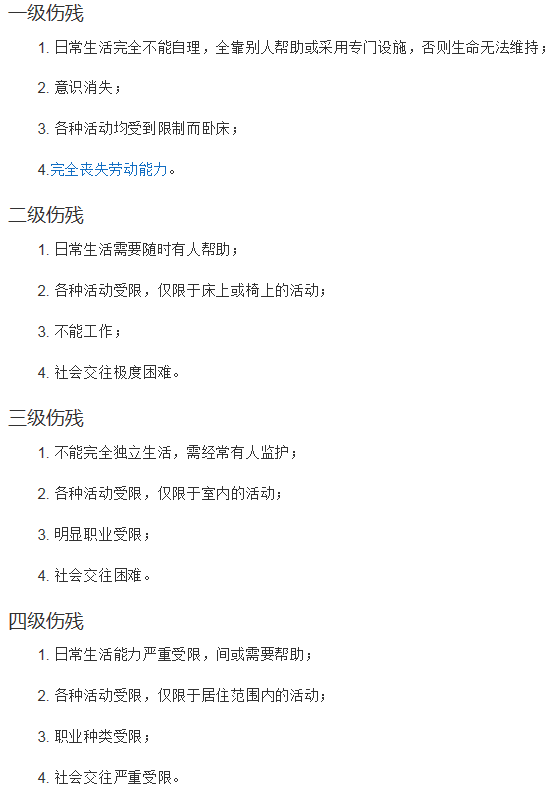 一级伤残
1. 日常生活完全不能自理，全靠别人帮助或采用专门设施，否则生命无法维持；
2. 意识消失；
3. 各种活动均受到限制而卧床；
4.完全丧失劳动能力。
二级伤残
1. 日常生活需要随时有人帮助；
2. 各种活动受限，仅限于床上或椅上的活动；
3. 不能工作；
4. 社会交往极度困难。
三级伤残
1. 不能完全独立生活，需经常有人监护；
2. 各种活动受限，仅限于室内的活动；
3. 明显职业受限；
4. 社会交往困难。
四级伤残
1. 日常生活能力严重受限，间或需要帮助；
2. 各种活动受限，仅限于居住范围内的活动；
3. 职业种类受限；
4. 社会交往严重受限。